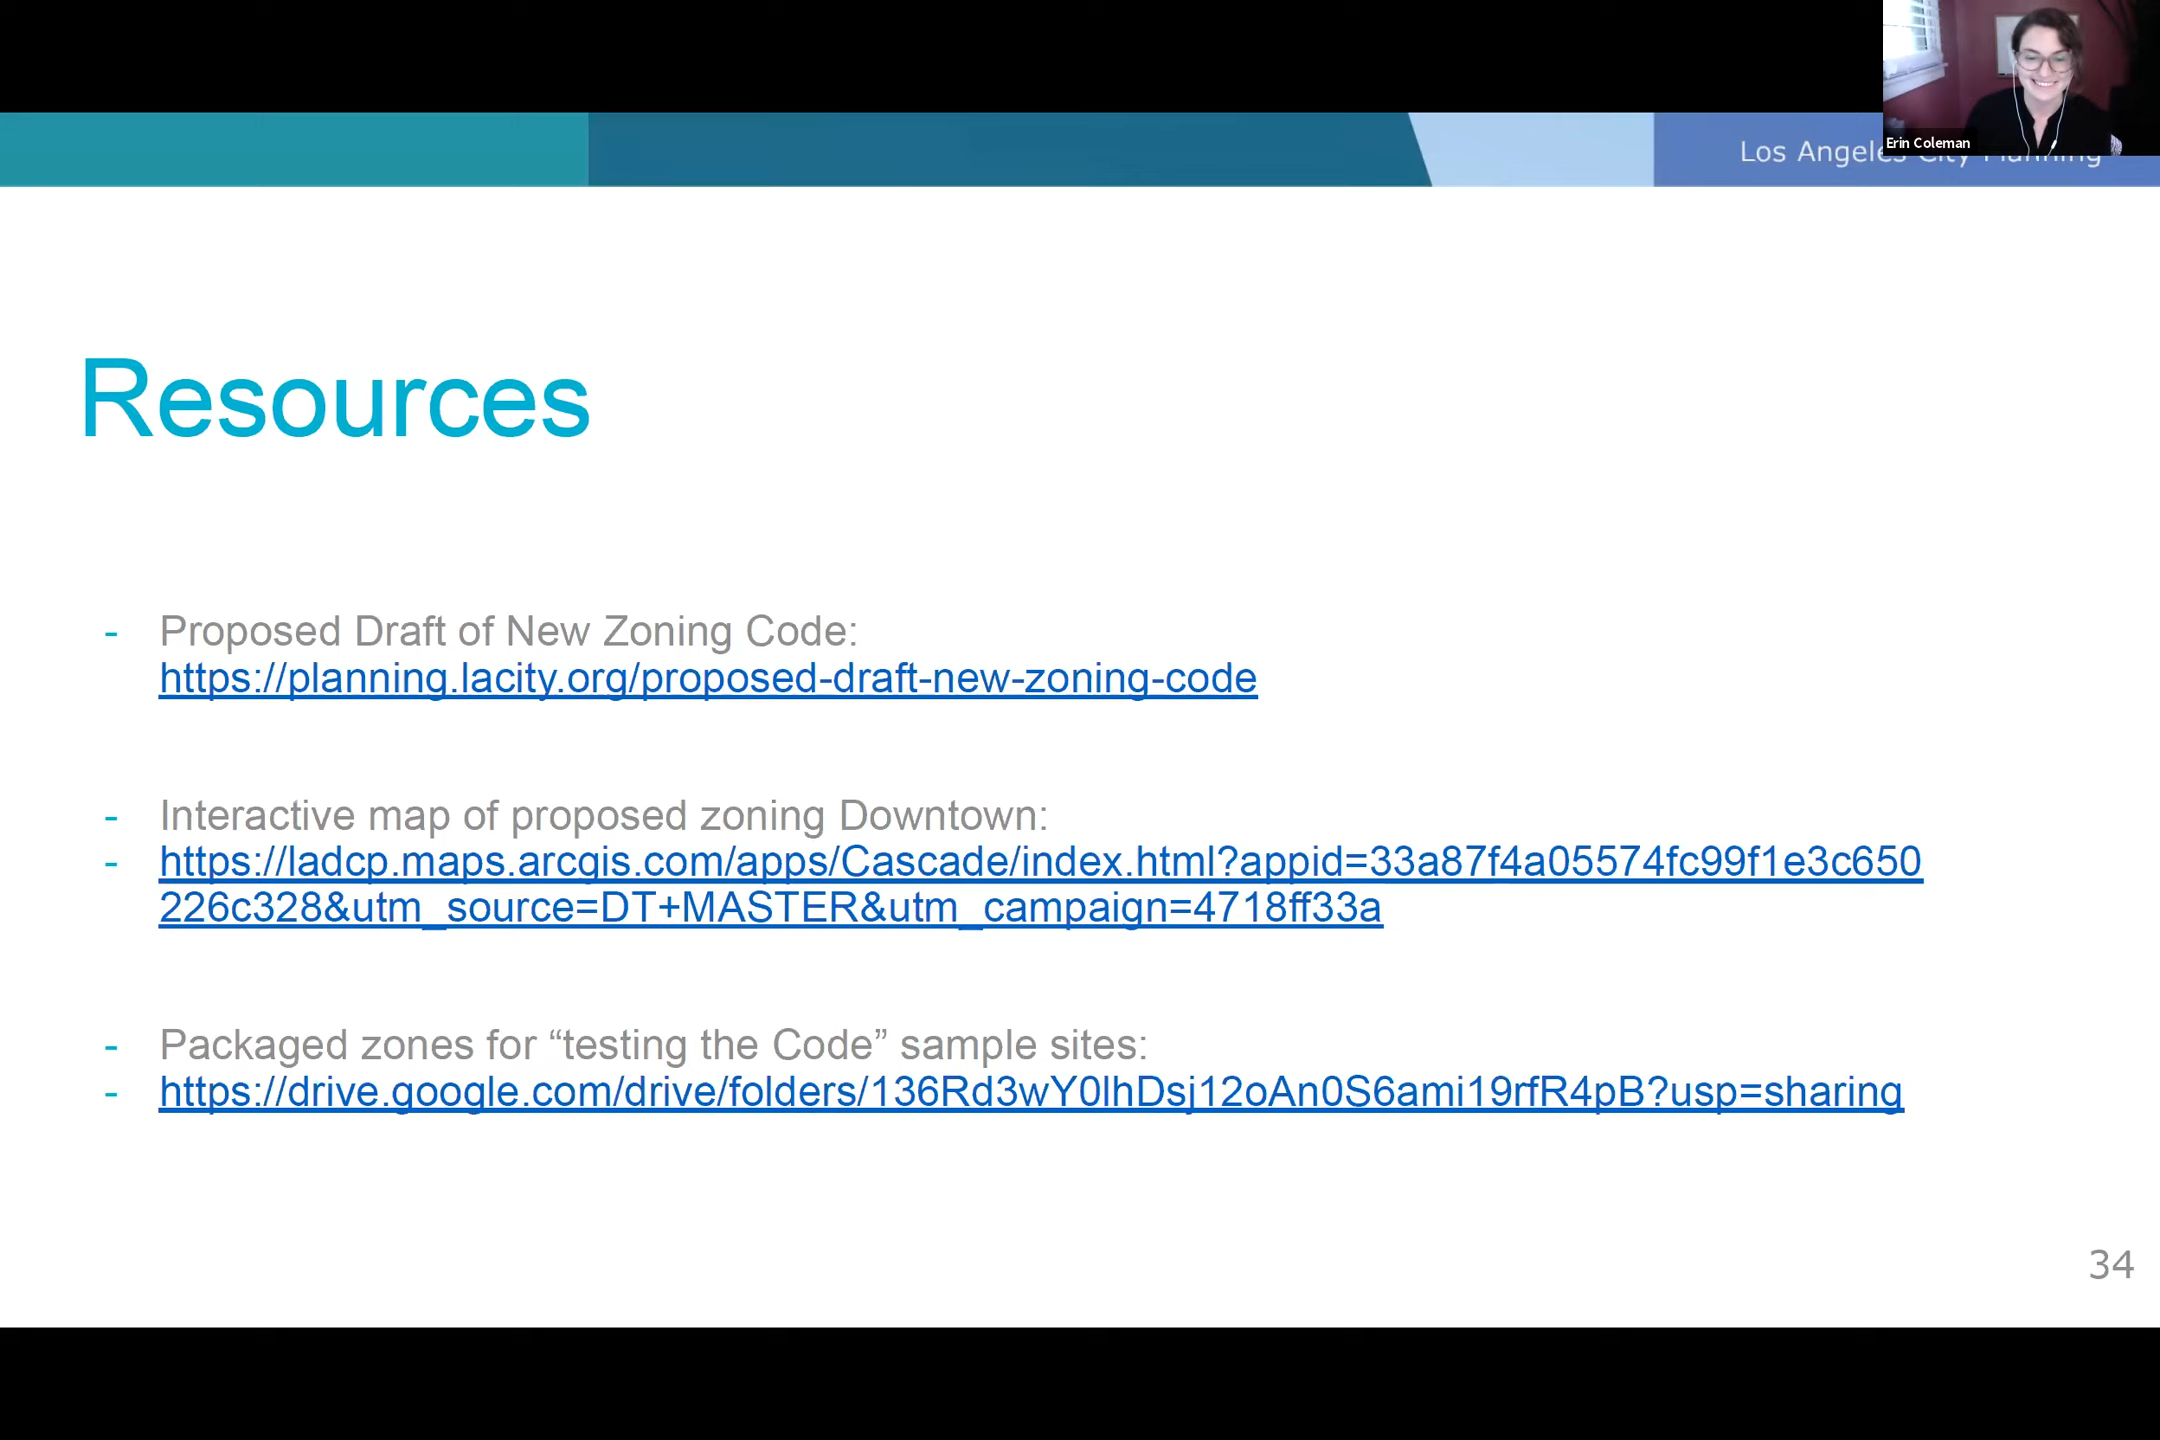 Los Angeles City Planning
Erin Coleman
Resources
- Proposed Draft of New Zoning Code:
https://planning.lacity.org/proposed-draft-new-zoning-code
- Interactive map of proposed zoning Downtown:
- https://ladcp.maps.arcgis.com/apps/Cascade/index.html?appid=33a87f4a05574fc99f1e3c650
226c328&utm_source=DT+MASTER&utm_campaign=4718ff33a
- Packaged zones for “testing the Code” sample sites:
- https://drive.google.com/drive/folders/136Rd3wY0lhDsj12oAn0S6ami19rfR4pB?usp=sharing
34